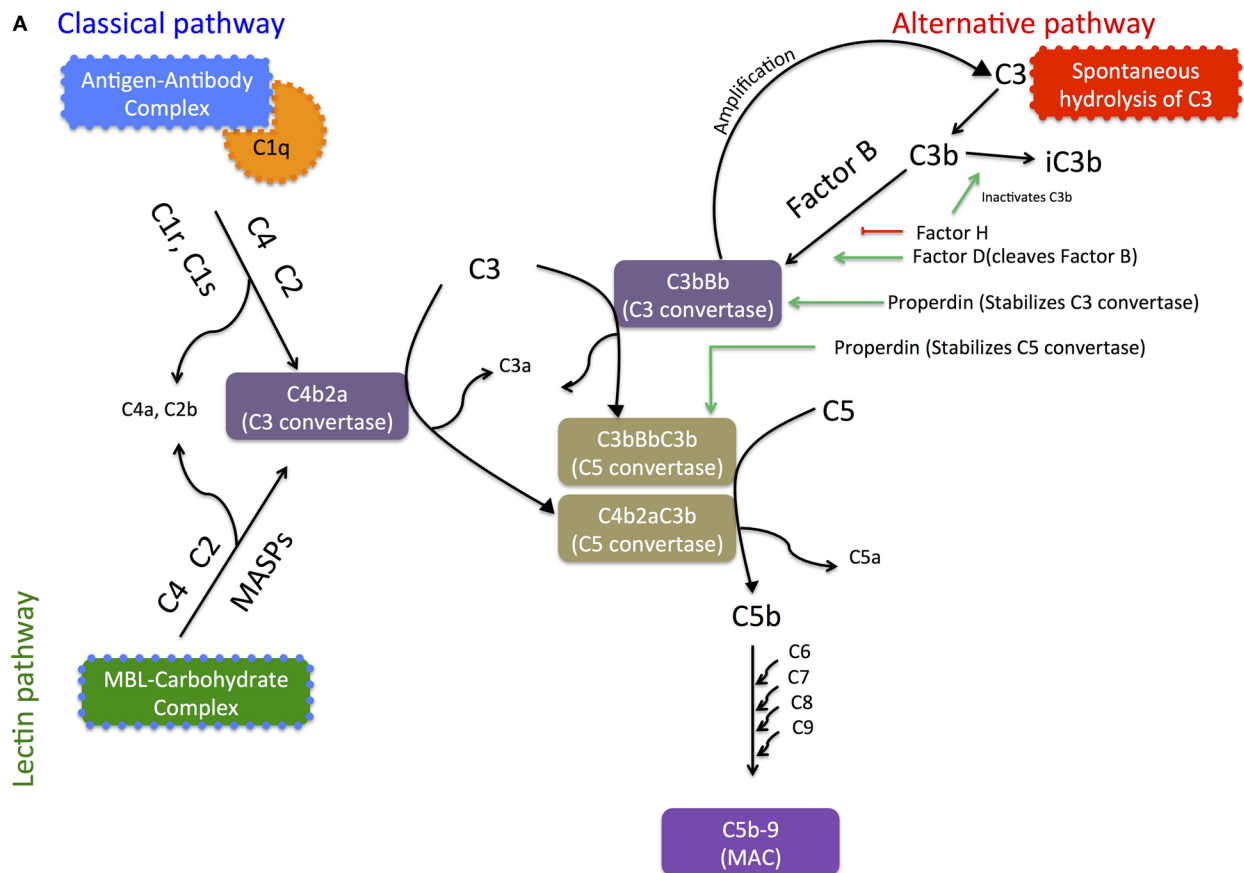 A
Classical pathway
Alternative pathway
Antigen-Antibody
Complex
C1q
Amplification
C3
Spontaneous
hydrolysis of C3
C3b
iC3b
Factor B
Inactivates C3b
Factor H
Factor D(cleaves Factor B)
C1r, C1s
C4 C2
C3
C3bBb
(C3 convertase)
Properdin (Stabilizes C3 convertase)
Properdin (Stabilizes C5 convertase)
C3a
C4a, C2b
C4b2a
(C3 convertase)
C5
C3bBbC3b
(C5 convertase)
C4b2aC3b
(C5 convertase)
C5a
C4 C2
MASPs
C5b
Lectin pathway
MBL-Carbohydrate
Complex
C6
C7
C8
C9
C5b-9
(MAC)